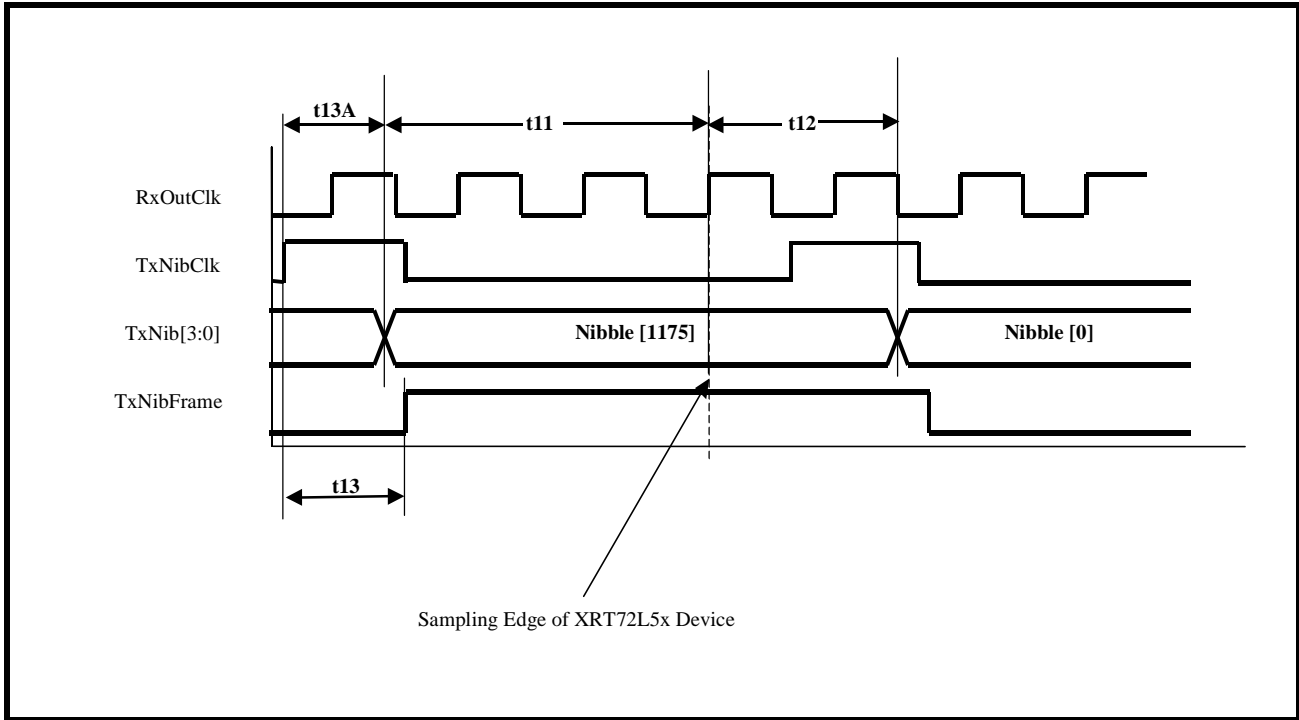 t13A
t11
t12
RxOutClk
TxNibClk
TxNib[3:0]
Nibble [1175]
Nibble [0]
TxNibFrame
t13
Sampling Edge of XRT72L5x Device